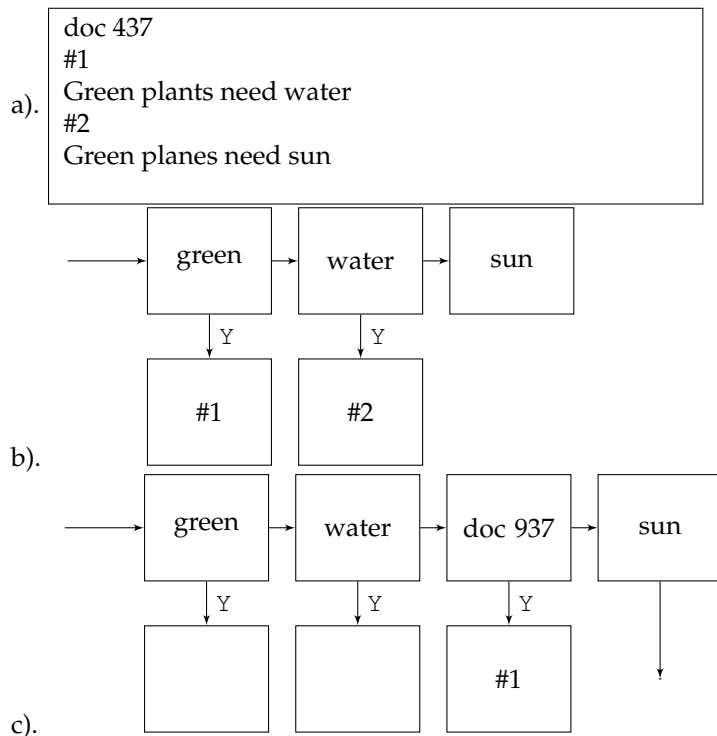 doc 437
#1
Green plants need water
a).
#2
Green planes need sun
green
water
sun
Y
Y
#1
#2
b).
green
water
doc 937
sun
Y
Y
Y
#1
c).